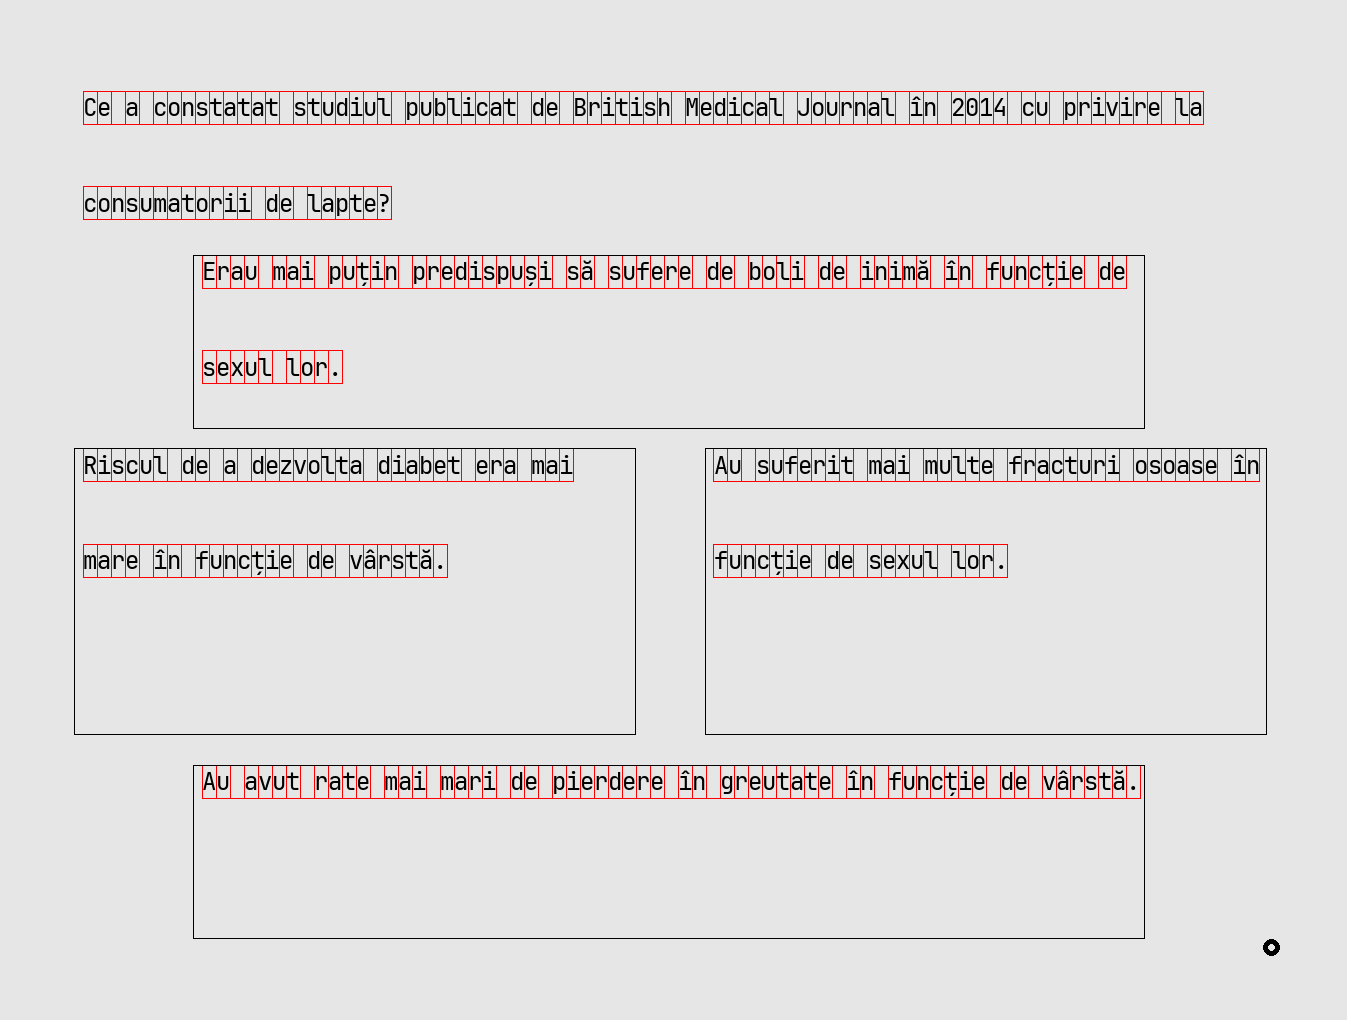 Ce a constatat studiul publicat de British Medical Journal în 2014 cu privire la
consumatorii de lapte?
Erau mai puțin predispuși să sufere de boli de inimă în funcție de
sexul lor.
Riscul de a dezvolta diabet era mai
mare în funcție de vârstă.
Au suferit mai multe fracturi osoase în
funcție de sexul lor.
Au avut rate mai mari de pierdere în greutate în funcție de vârstă.